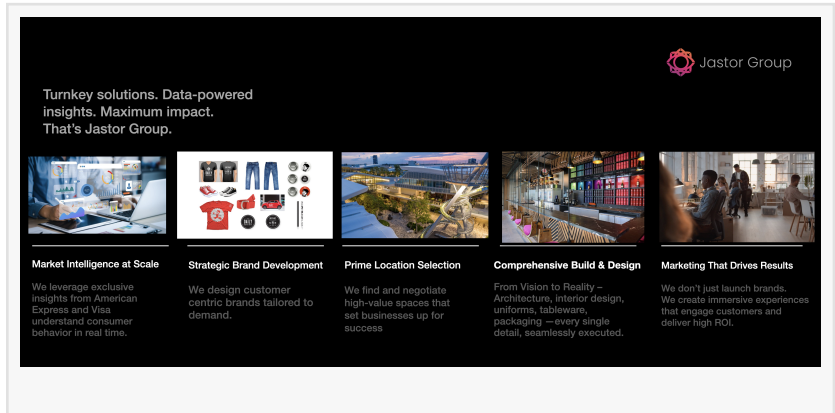 Jastor Group
Turnkey solutions. Data-powered
insights. Maximum impact.
That's Jastor Group.
Market Intelligence at Scale
We leverage exclusive
insights from American
Express and Visa
understand consumer
behavior in real time.
Strategic Brand Development
We design customer
centric brands tailored to
demand.
Prime Location Selection
We find and negotiate
high-value spaces that
set businesses up for
success
Comprehensive Build & Design
From Vision to Reality –
Architecture, interior design,
uniforms, tableware,
packaging —every single
detail, seamlessly executed.
Marketing That Drives Results
We don't just launch brands.
We create immersive experiences
that engage customers and
deliver high ROI.